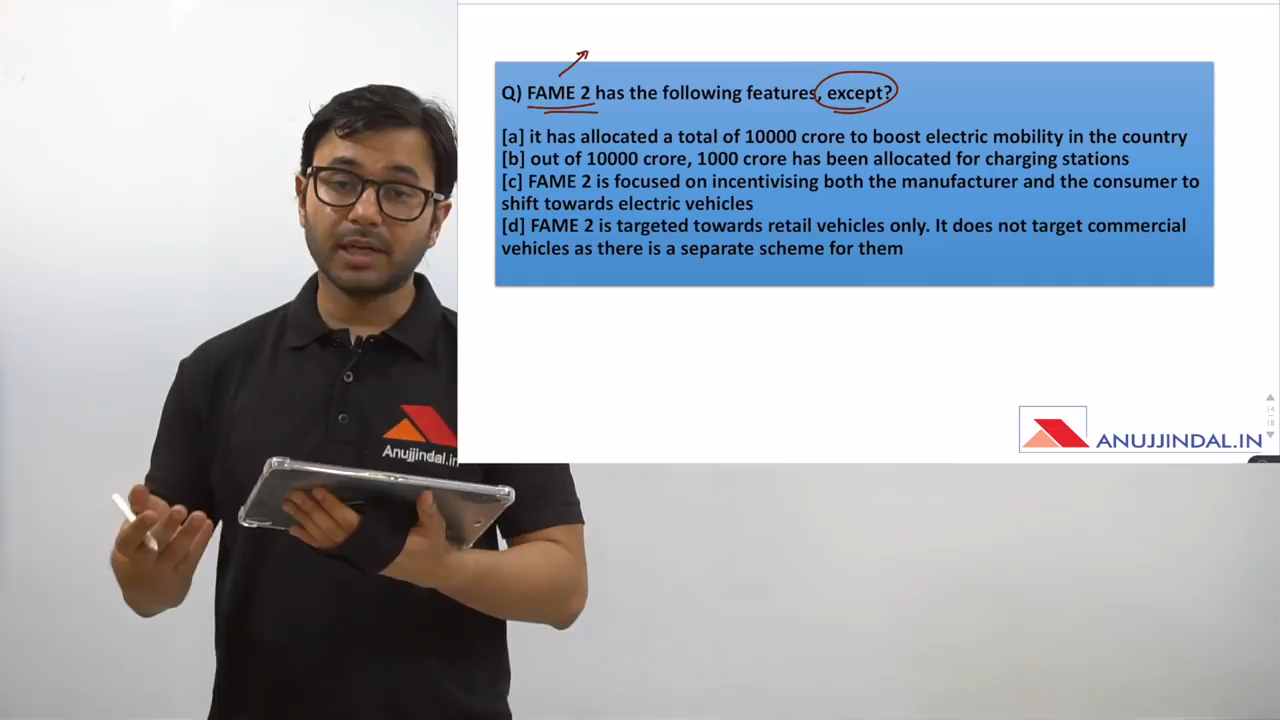 Q) FAME 2 has the following features, except?
[a] it has allocated a total of 10000 crore to boost electric mobility in the country
[b] out of 10000 crore, 1000 crore has been allocated for charging stations
[c] FAME 2 is focused on incentivising both the manufacturer and the consumer to
shift towards electric vehicles
[d] FAME 2 is targeted towards retail vehicles only. It does not target commercial
vehicles as there is a separate scheme for them
14
18
ANUJJINDAL.IN
Anujjindal.in